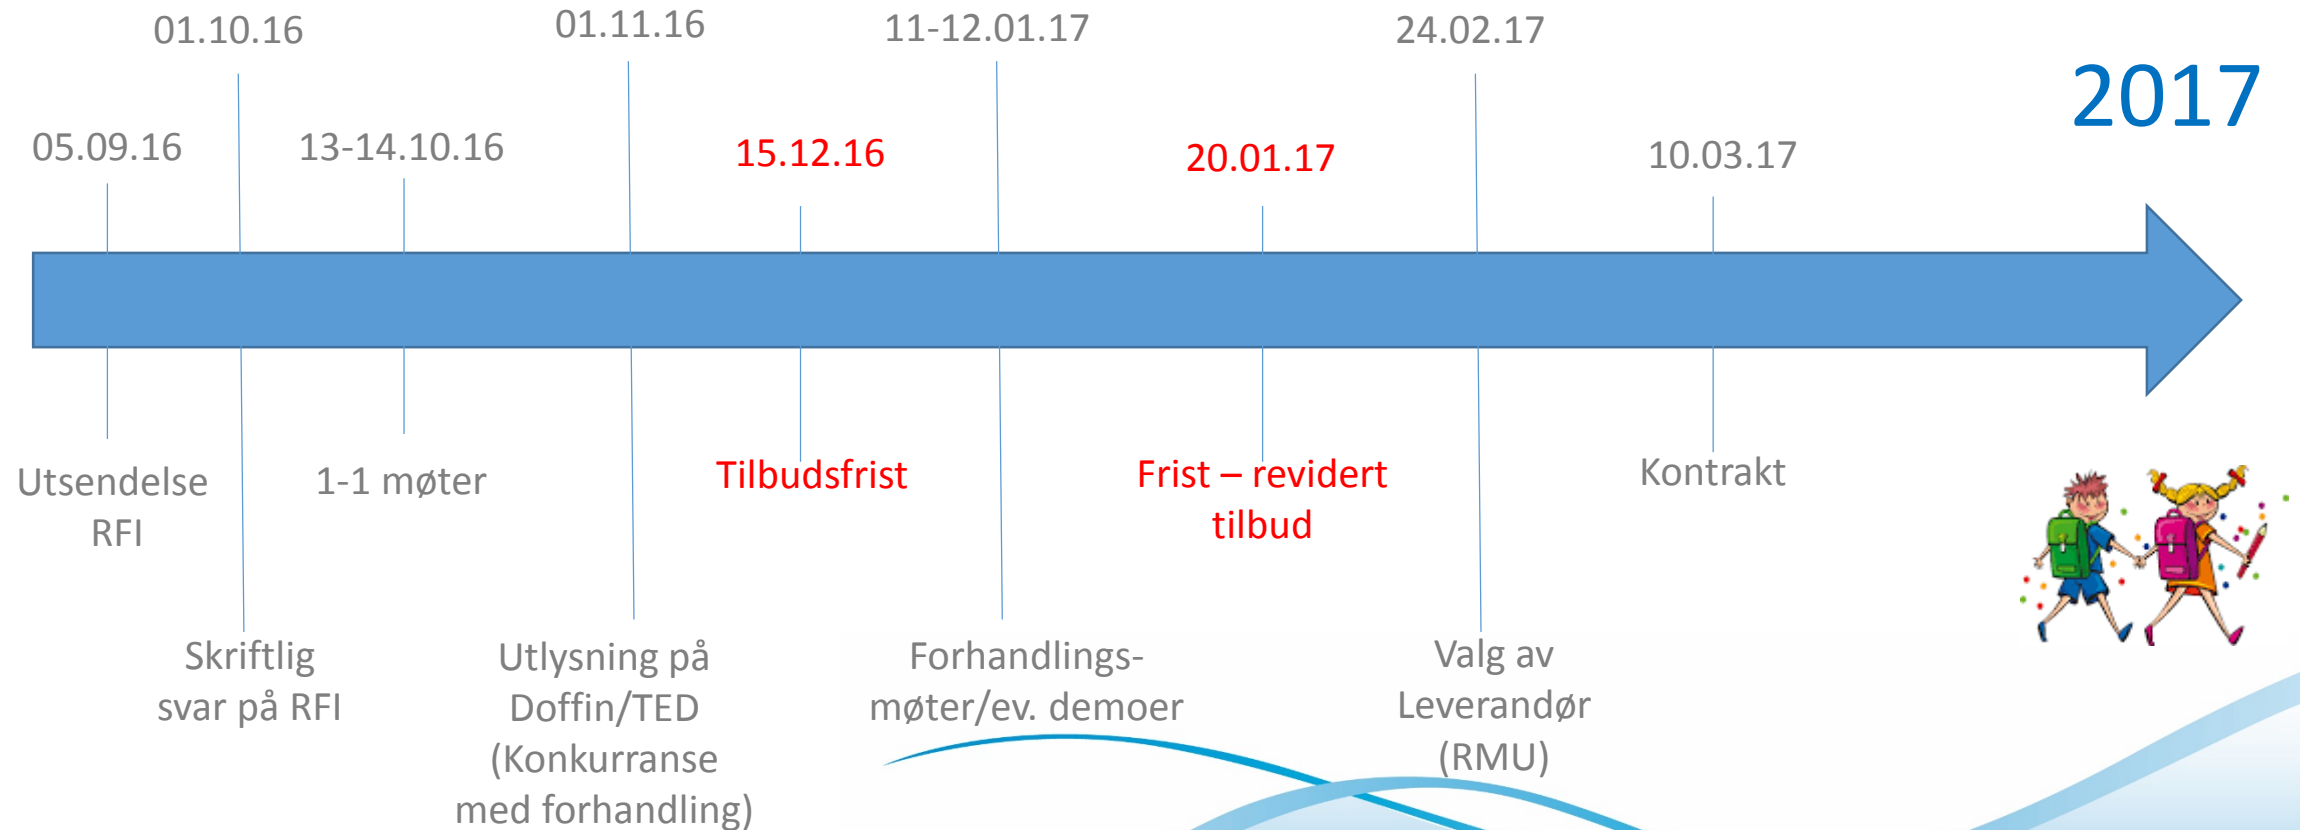 01.10.16
01.11.16
11-12.01.17
24.02.17
2017
05.09.16
13-14.10.16
15.12.16
20.01.17
10.03.17
Utsendelse
RFI
1-1 møter
Tilbudsfrist
Frist – revidert
tilbud
Kontrakt
Skriftlig
svar på RFI
Utlysning på
Doffin/TED
(Konkurranse
med forhandling)
Forhandlings-
møter/ev. demoer
Valg av
Leverandør
(RMU)